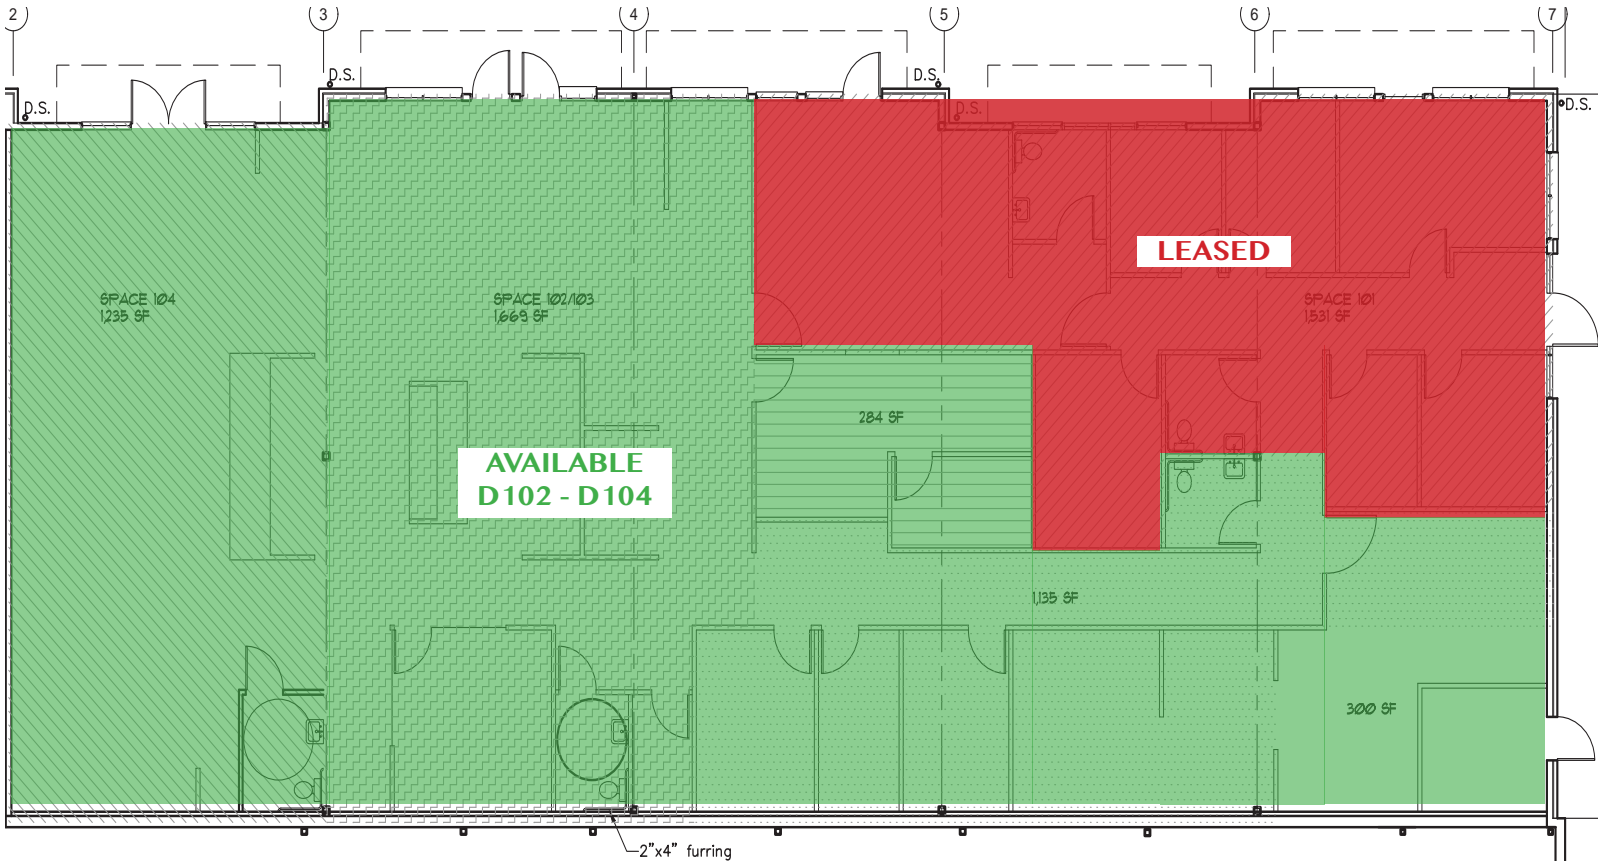 2 3 4 5 6 7
D.S.
D.S.
D.S.
D.S.
D.S.
LEASED
SPACE 104
1,235 SF
SPACE 102/103
1,669 SF
SPACE 101
1,531 SF
284 SF
AVAILABLE
D102 - D104
1,135 SF
300 SF
2"x4" furring